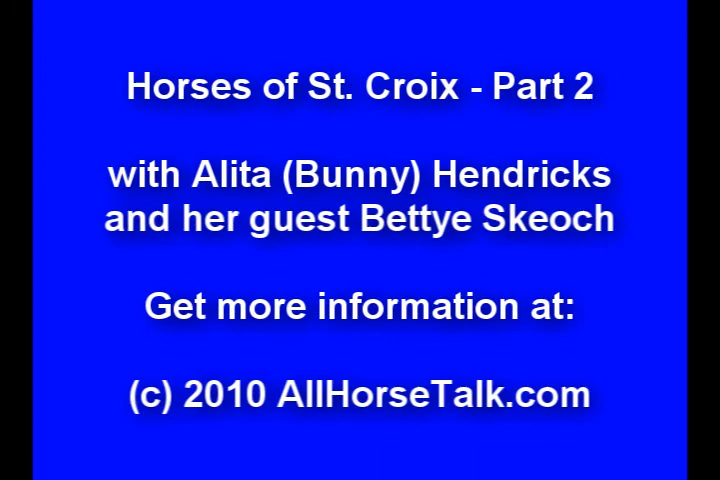 Horses of St. Croix - Part 2
with Alita (Bunny) Hendricks
and her guest Bettye Skeoch
Get more information at:
(c) 2010 AllHorseTalk.com